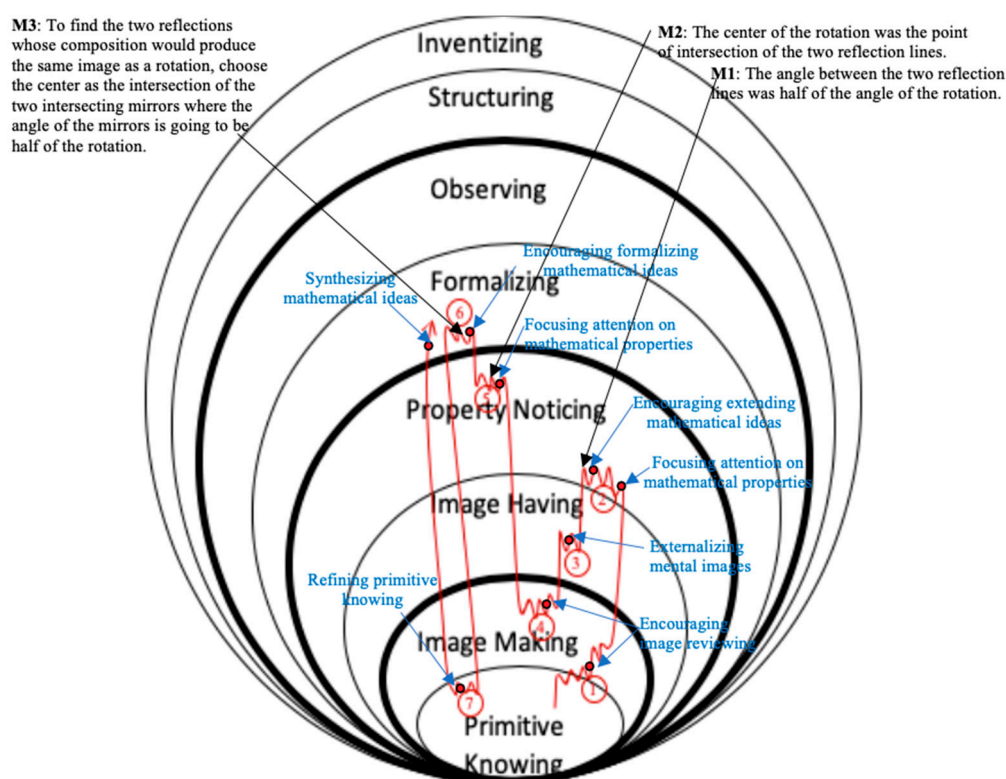 M3: To find the two reflections
whose composition would produce
the same image as a rotation, choose
the center as the intersection of the
two intersecting mirrors where the
angle of the mirrors is going to be
half of the rotation.
M2: The center of the rotation was the point
of intersection of the two reflection lines.
M1: The angle between the two reflection
lines was half of the angle of the rotation.
Inventizing
Structuring
Observing
Encouraging formalizing
mathematical ideas
Formalizing
Synthesizing
mathematical ideas
6
Focusing attention on
mathematical properties
5
Property Noticing
Encouraging extending
mathematical ideas
Focusing attention on
mathematical properties
2
Image Having
Externalizing
mental images
3
Refining primitive
knowing
4
Encouraging
image reviewing
Image Making
1
7
Primitive
Knowing